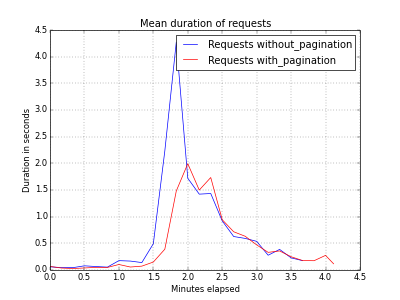 Mean duration of requests
Requests without_pagination
Requests with_pagination
Duration in seconds
4.5
4.0
3.5
3.0
2.5
2.0
1.5
1.0
0.5
0.0
0.0 0.5 1.0 1.5 2.0 2.5 3.0 3.5 4.0 4.5
Minutes elapsed